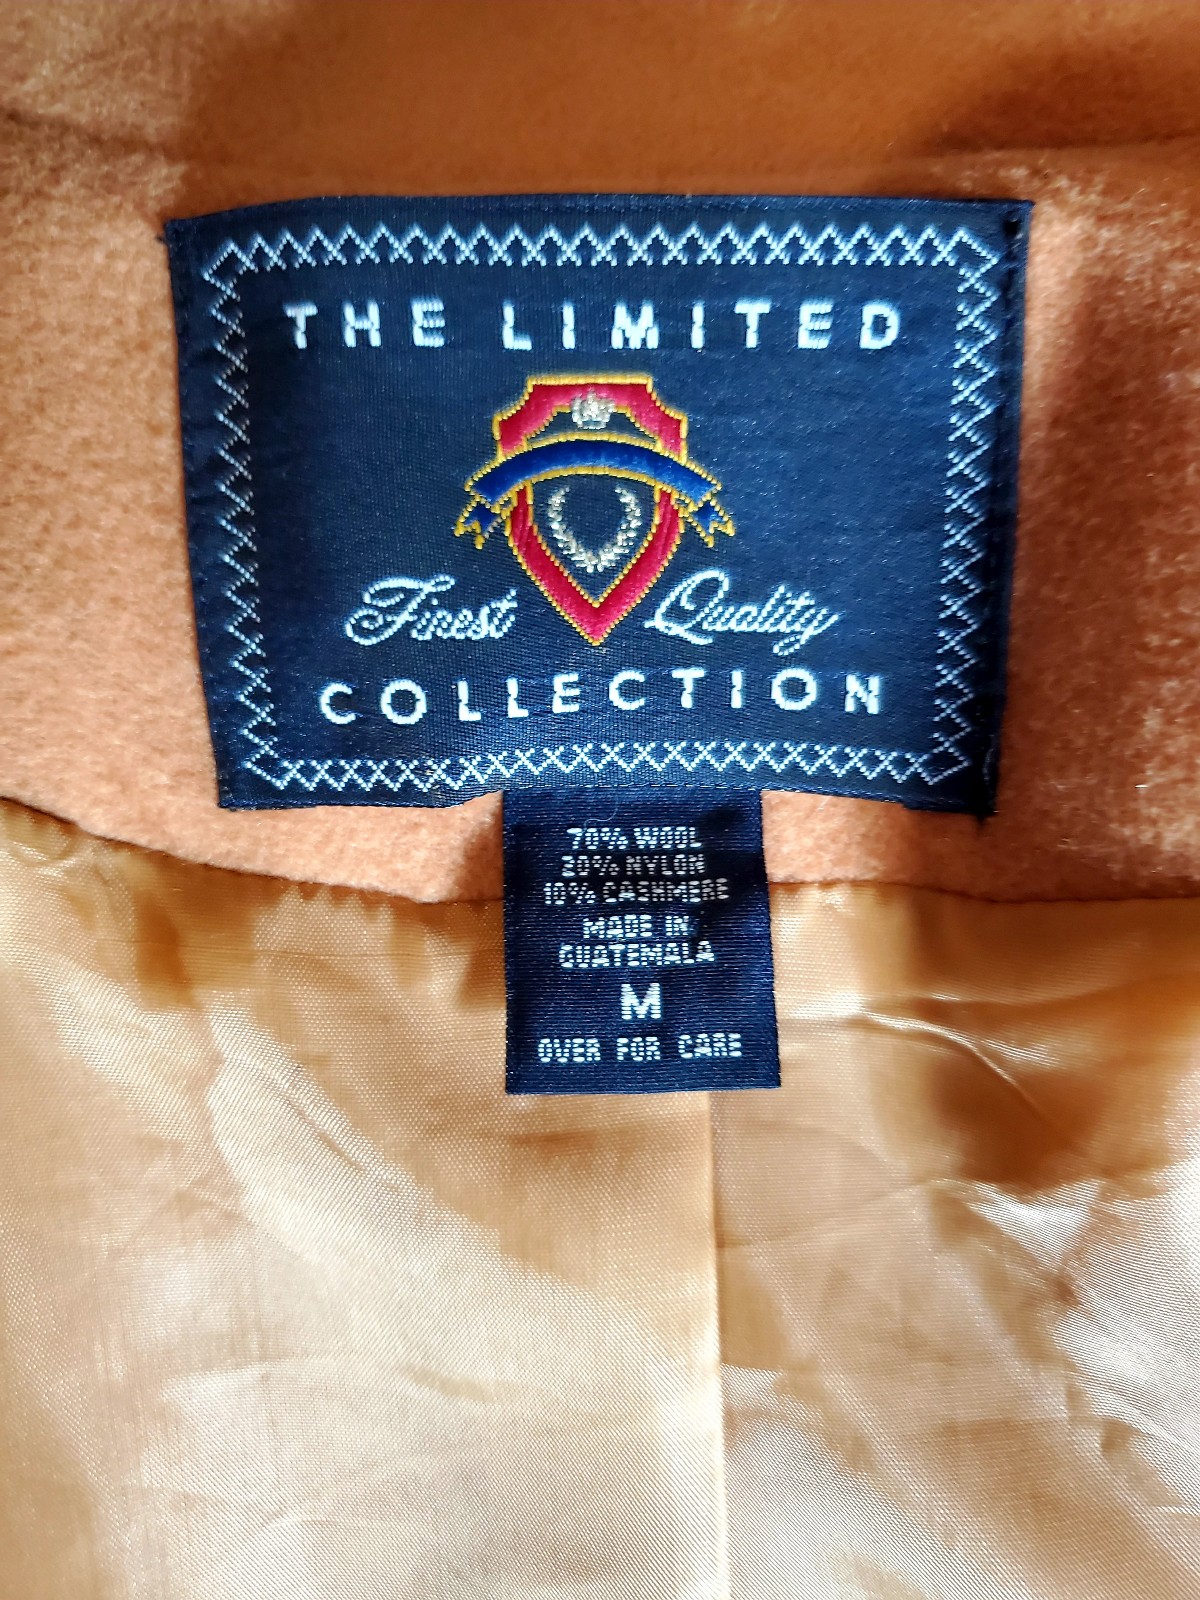 THE LIMITED
Finest Quality
COLLECTION
70% WOOL
20% NYLON
10% CASHMERE
MADE IN
GUATEMALA
M
OVER FOR CARE